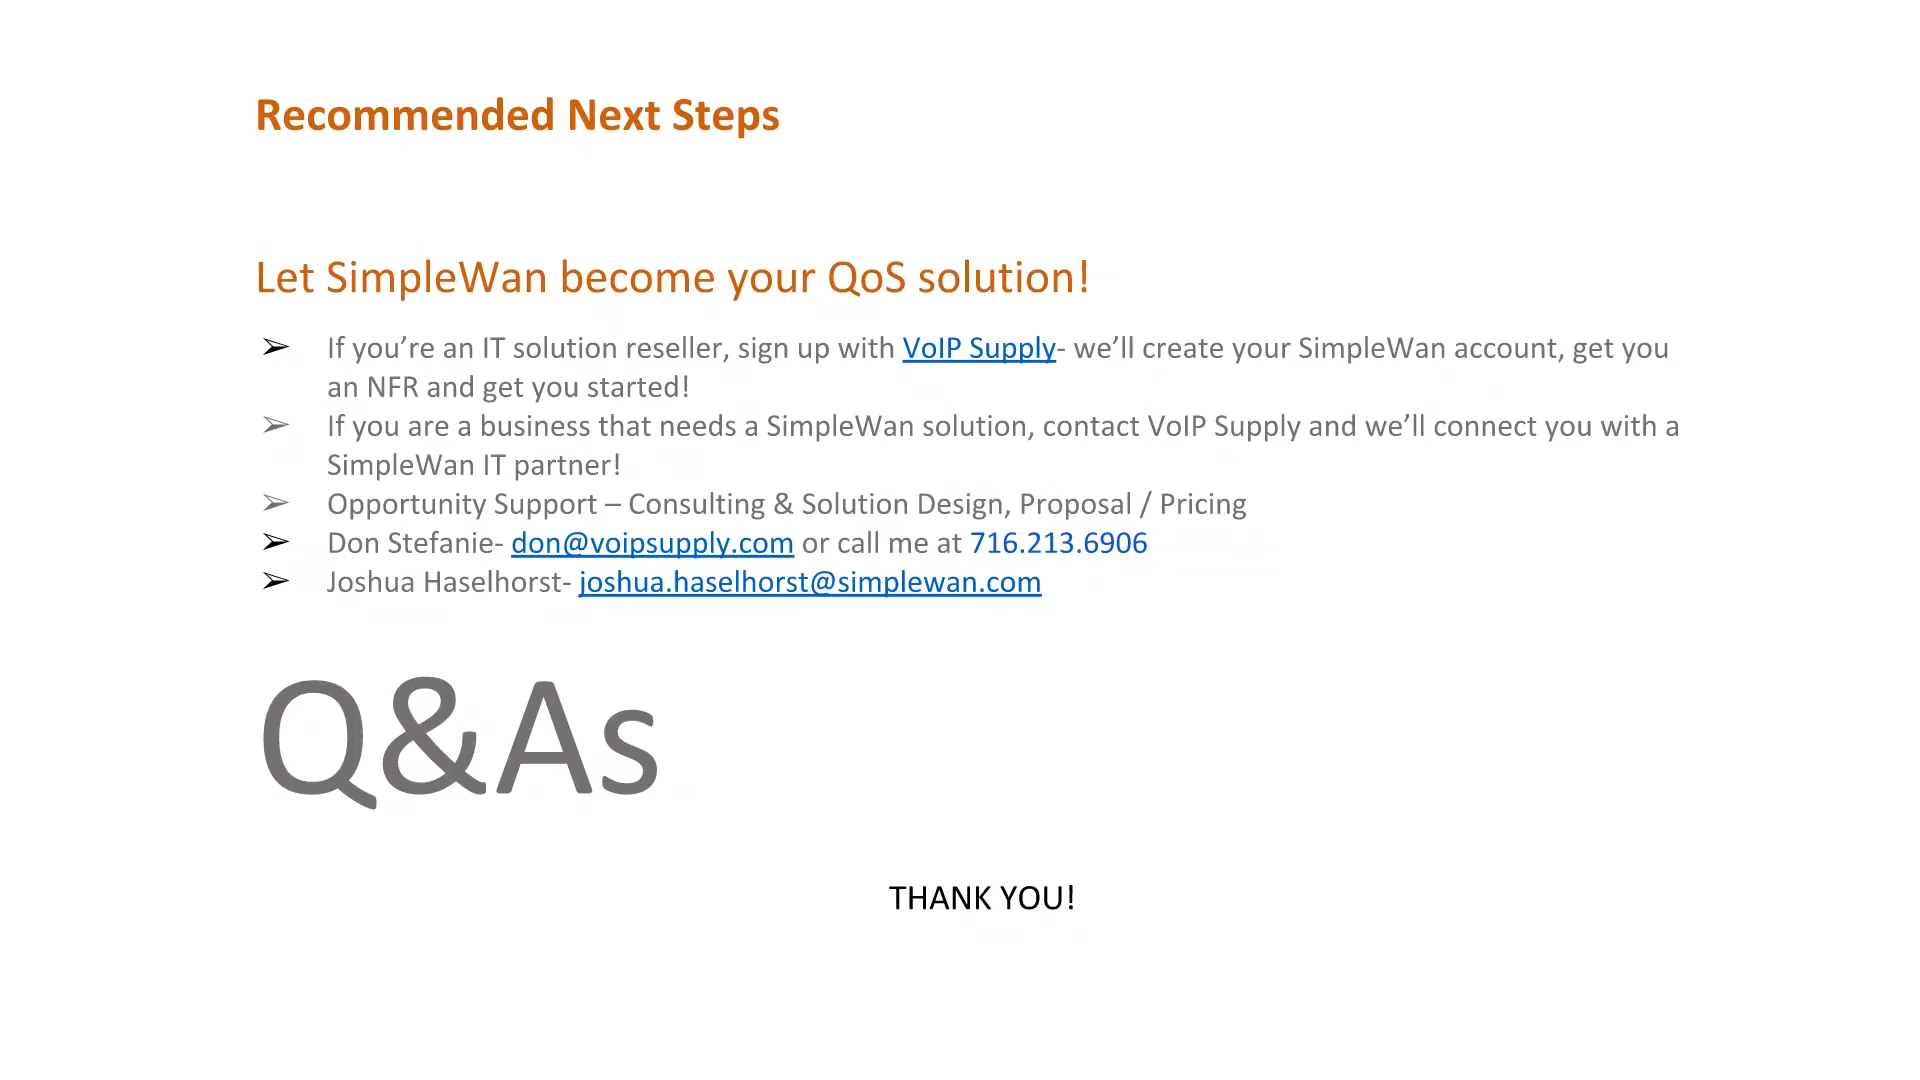 Recommended Next Steps
Let SimpleWan become your QoS solution!
➢ If you’re an IT solution reseller, sign up with VoIP Supply- we’ll create your SimpleWan account, get you
an NFR and get you started!
➢ If you are a business that needs a SimpleWan solution, contact VoIP Supply and we’ll connect you with a
SimpleWan IT partner!
➢ Opportunity Support – Consulting & Solution Design, Proposal / Pricing
➢ Don Stefanie- don@voipsupply.com or call me at 716.213.6906
➢ Joshua Haselhorst- joshua.haselhorst@simplewan.com
Q&As
THANK YOU!